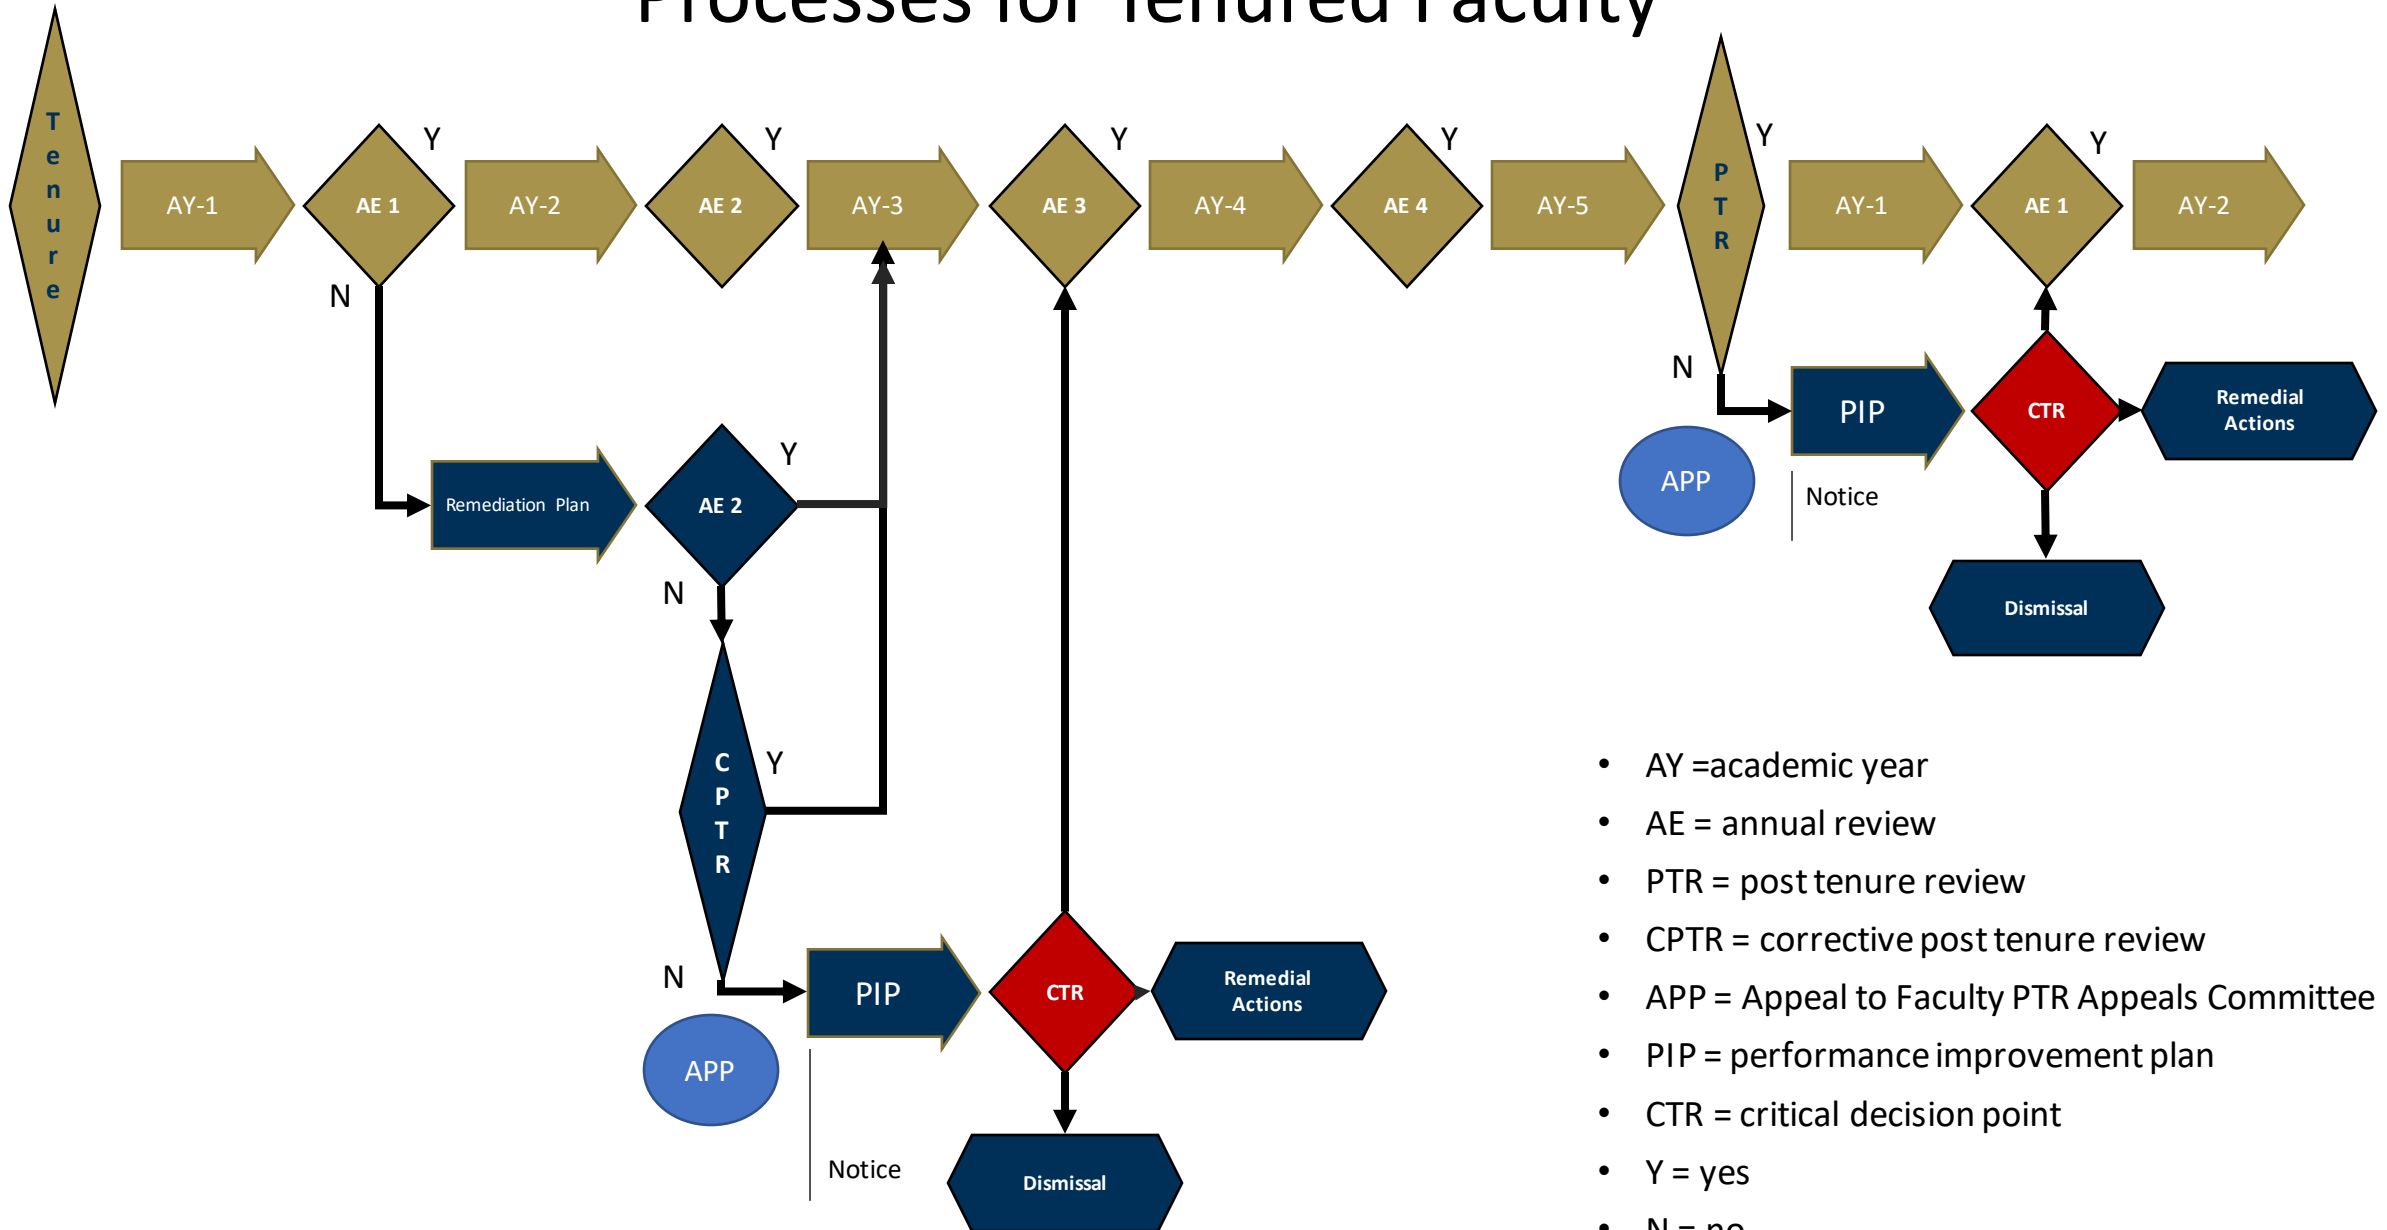 Processes for Tenured Faculty
Tenure
AY-1
AE 1
Y
N
AY-2
AE 2
Y
AY-3
AE 3
Y
AY-4
AE 4
Y
AY-5
PTR
Y
N
AY-1
AE 1
Y
AY-2
PIP
CTR
Remedial
Actions
APP
Notice
Dismissal
Remediation Plan
AE 2
Y
N
CPTR
Y
N
PIP
CTR
Remedial
Actions
APP
Notice
Dismissal
• AY =academic year
• AE = annual review
• PTR = post tenure review
• CPTR = corrective post tenure review
• APP = Appeal to Faculty PTR Appeals Committee
• PIP = performance improvement plan
• CTR = critical decision point
• Y = yes
• N = no